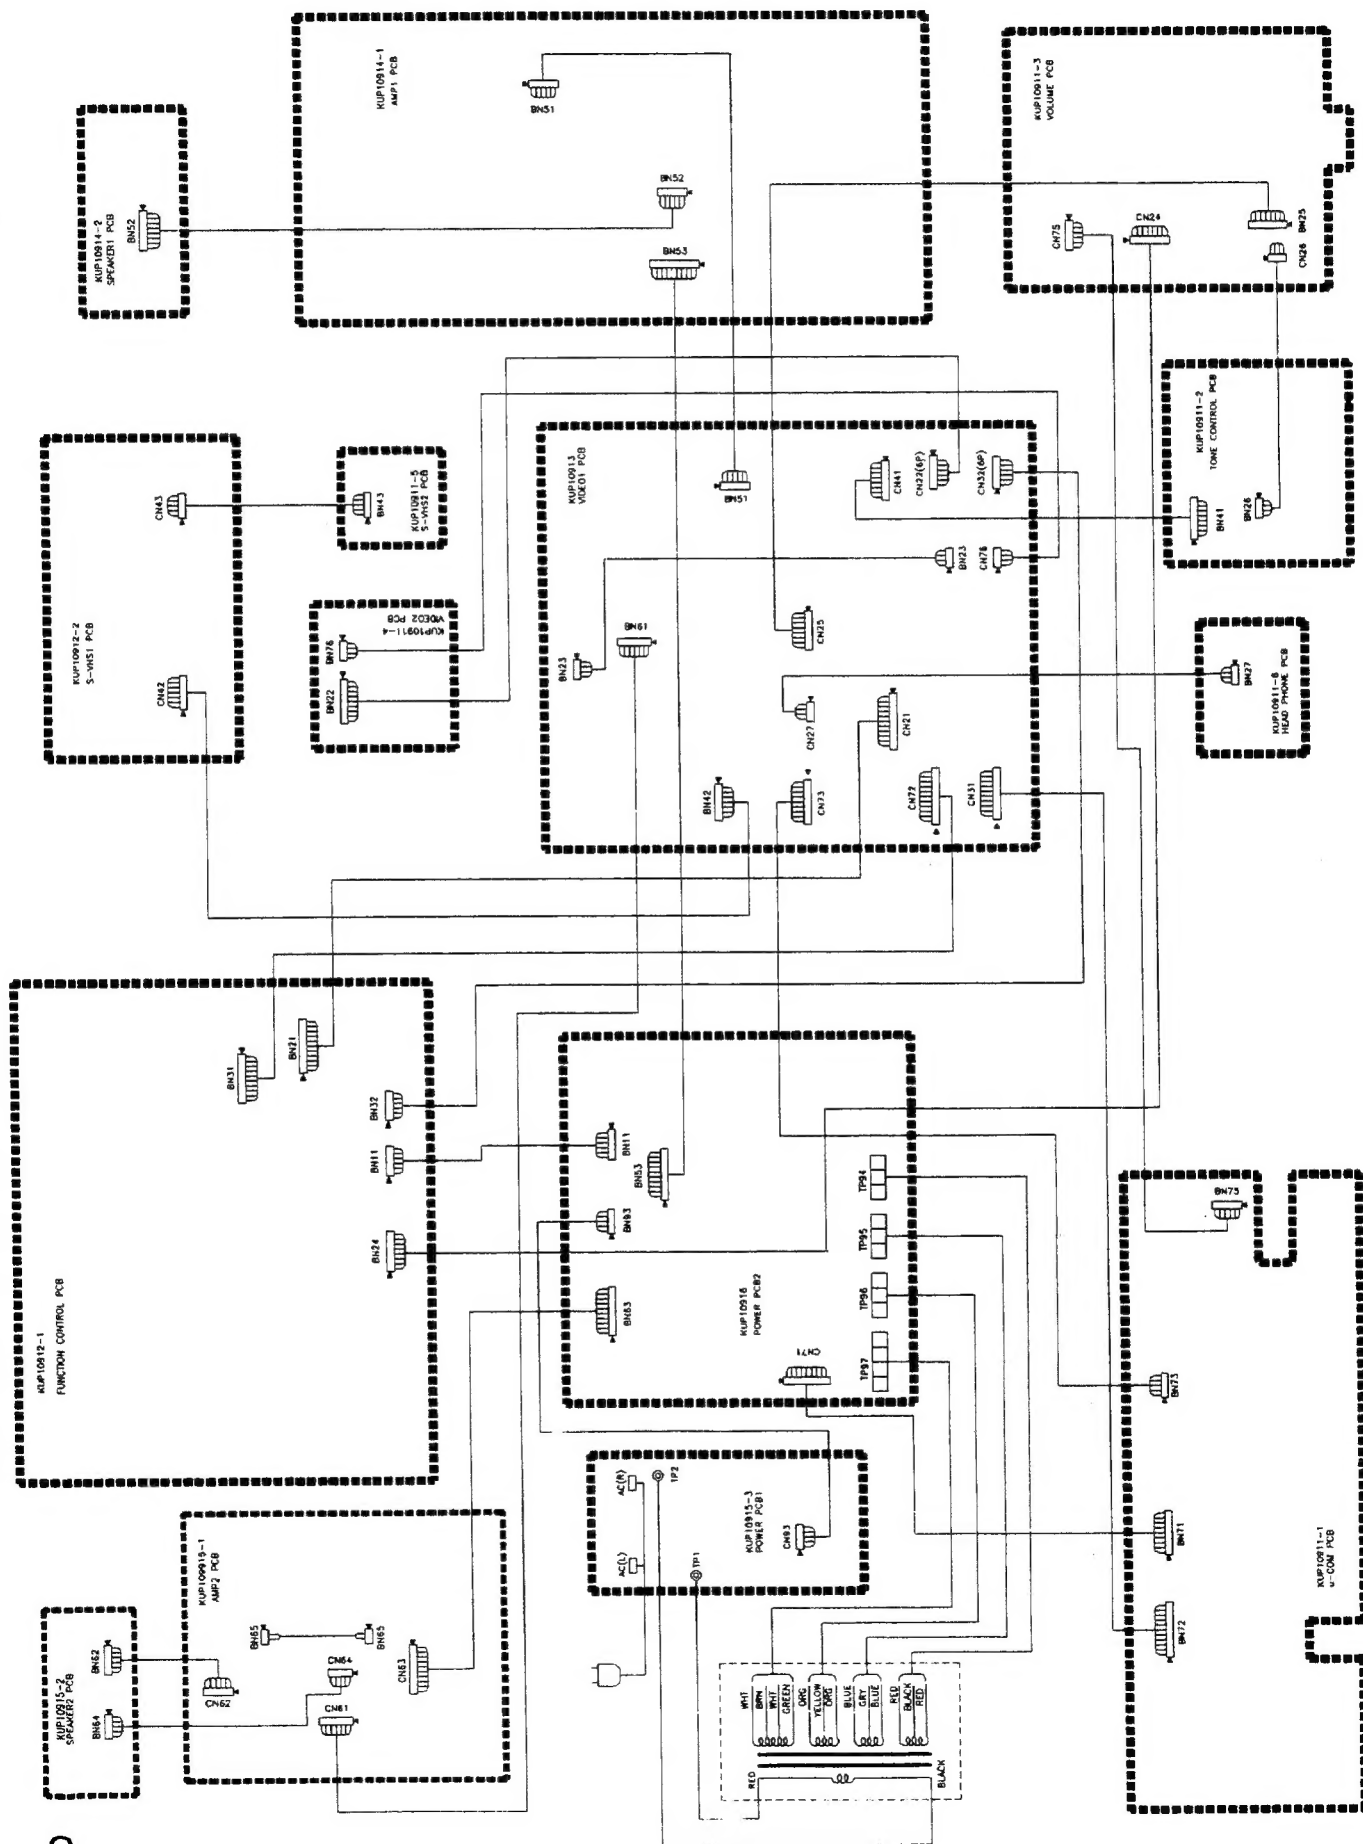 KUP10914-1
AMP1 PCB
BN51
BN52
BN53
KUP10914-2
SPEAKER1 PCB
BN52
KUP10911-3
VOLUME PCB
CN75
CN24
BN25
CN26
KUP10912-2
S-VHS1 PCB
CN43
CN42
BN43
KUP10911-5
S-VHS2 PCB
BN76
BN22
KUP10911-4
VIDEO2 PCB
KUP10913
VIDEO1 PCB
BN51
CN41
CN22(6P)
CN32(6P)
BN23
CN76
BN61
BN23
CN25
CN27
CN21
BN42
CN73
CN72
CN31
KUP10911-2
TONE CONTROL PCB
BN41
BN26
BN27
KUP10911-6
HEAD PHONE PCB
KUP10912-1
FUNCTION CONTROL PCB
BN31
BN21
BN32
BN11
BN24
BN11
BN53
BN93
BN63
KUP10916
POWER PCB2
CN71
TP94
TP95
TP96
TP97
BN75
BN73
BN71
BN72
KUP10911-1
u-COM PCB
AC(R)
AC(L)
TP2
TP1
KUP10915-3
POWER PCB1
CN93
KUP109915-1
AMP2 PCB
BN65
BN65
CN64
CN63
CN62
CN61
KUP10915-2
SPEAKER2 PCB
BN62
BN64
WHT
BRN
WHT
GREEN
ORG
YELLOW
ORG
BLUE
GRY
BLUE
RED
BLACK
RED
RED
BLACK